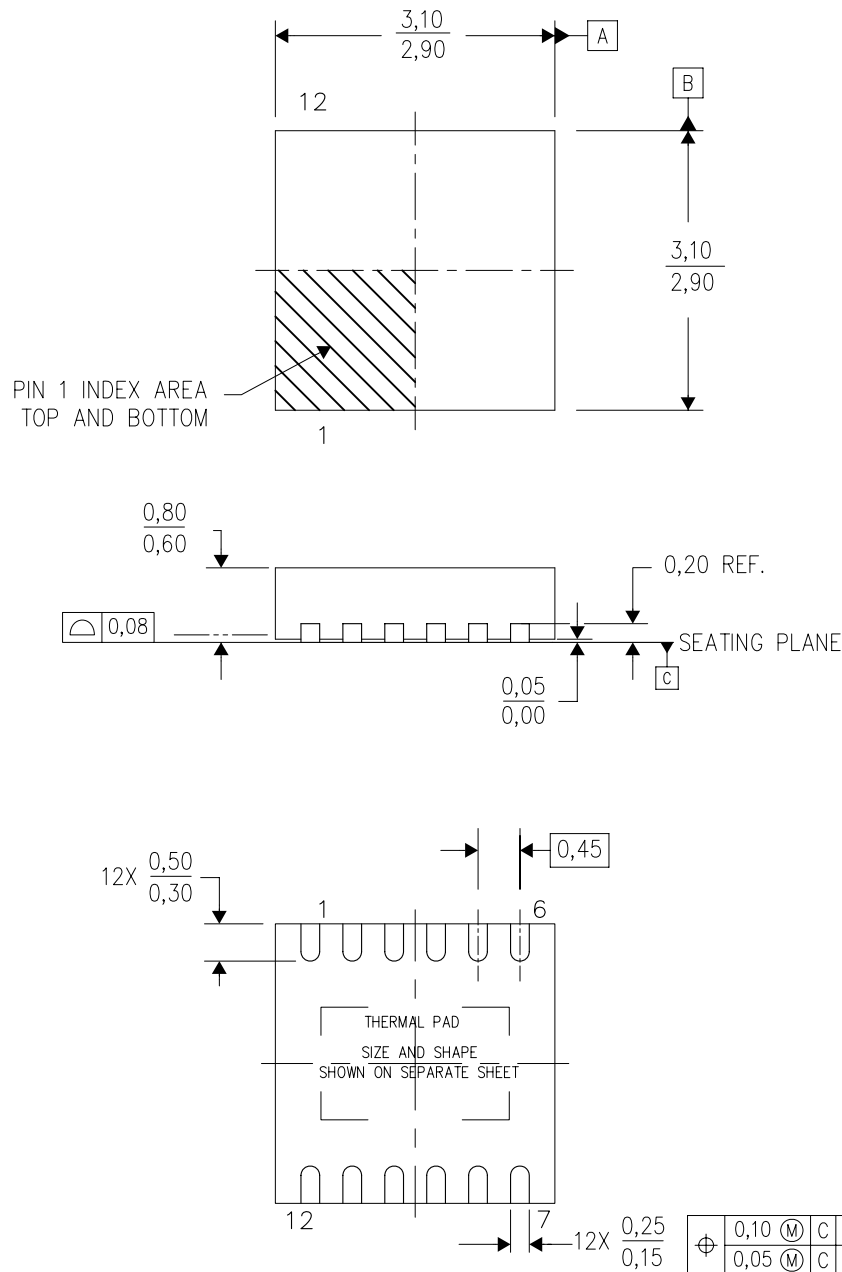 3,10
2,90
A
12
B
3,10
2,90
PIN 1 INDEX AREA
TOP AND BOTTOM
1
0,80
0,60
0,20 REF.
0,08
SEATING PLANE
C
0,05
0,00
0,45
12X 0,50
0,30
1
6
THERMAL PAD
SIZE AND SHAPE
SHOWN ON SEPARATE SHEET
12
7
12X 0,25
0,15
⌖ 0,10 Ⓜ C
0,05 Ⓜ C